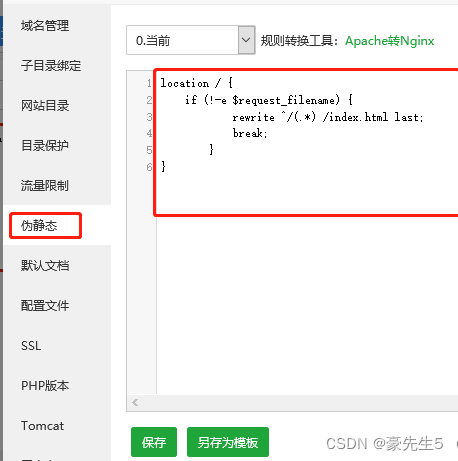 域名管理
子目录绑定
网站目录
目录保护
流量限制
伪静态
默认文档
配置文件
SSL
PHP版本
Tomcat
0.当前
规则转换工具：Apache转Nginx
1 location / {
2 if (!-e $request_filename) {
3 rewrite ^/(.*) /index.html last;
4 break;
5 }
6 }
保存
另存为模板
CSDN @豪先生5